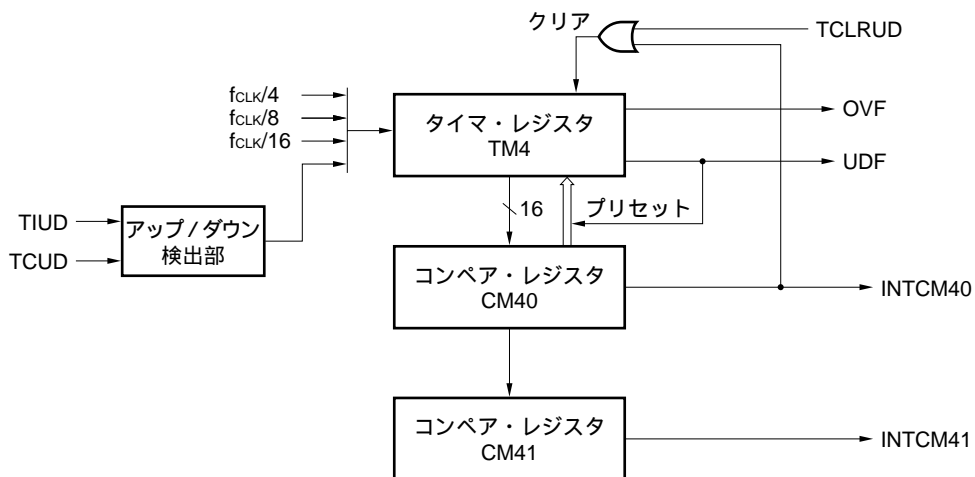 クリア
TCLRUD
fCLK/4
fCLK/8
fCLK/16
タイマ・レジスタ
TM4
OVF
UDF
TIUD
TCUD
アップ/ダウン
検出部
16
プリセット
コンペア・レジスタ
CM40
INTCM40
コンペア・レジスタ
CM41
INTCM41